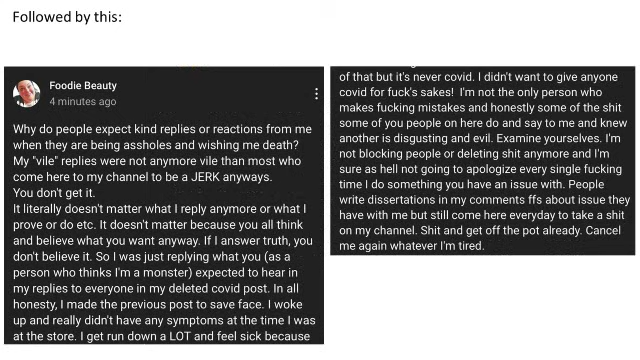 Followed by this:
Foodie Beauty
4 minutes ago
Why do people expect kind replies or reactions from me
when they are being assholes and wishing me death?
My "vile" replies were not anymore vile than most who
come here to my channel to be a JERK anyways.
You don't get it.
It literally doesn't matter what I reply anymore or what I
prove or do etc. It doesn't matter because you all think
and believe what you want anyway. If I answer truth, you
don't believe it. So I was just replying what you (as a
person who thinks I'm a monster) expected to hear in
my replies to everyone in my deleted covid post. In all
honesty, I made the previous post to save face. I woke
up and really didn't have any symptoms at the time I was
at the store. I get run down a LOT and feel sick because
of that but it's never covid. I didn't want to give anyone
covid for fuck's sakes! I'm not the only person who
makes fucking mistakes and honestly some of the shit
some of you people on here do and say to me and knew
another is disgusting and evil. Examine yourselves. I'm
not blocking people or deleting shit anymore and I'm
sure as hell not going to apologize every single fucking
time I do something you have an issue with. People
write dissertations in my comments ffs about issue they
have with me but still come here everyday to take a shit
on my channel. Shit and get off the pot already. Cancel
me again whatever I'm tired.